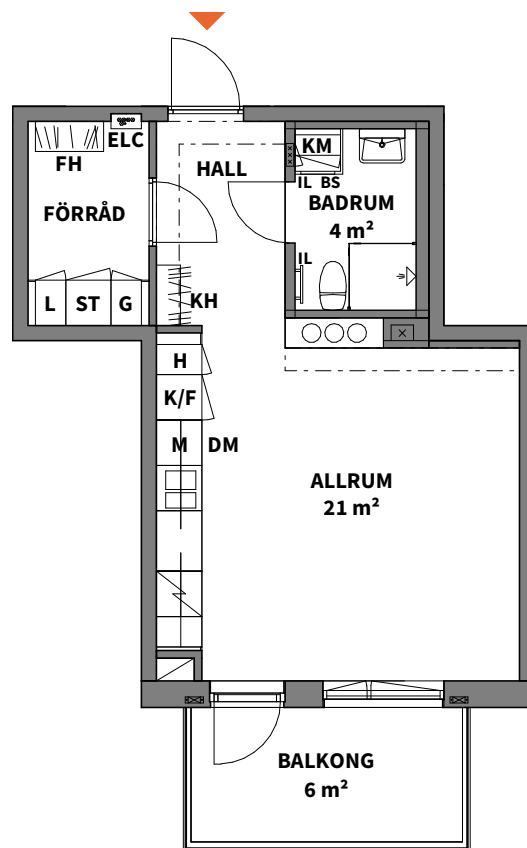 ELC
KM
FH
HALL
IL BS
BADRUM
4 m²
FÖRRÅD
IL
L ST G
KH
H
K/F
M DM
ALLRUM
21 m²
BALKONG
6 m²